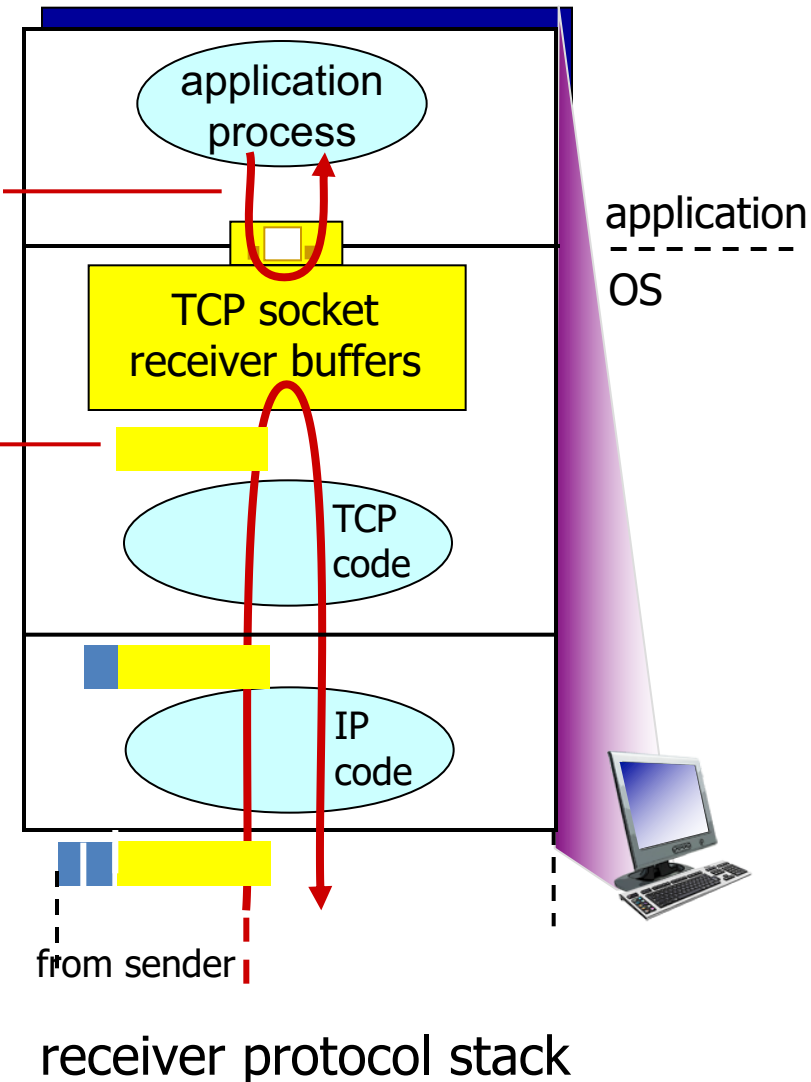 application
process
application
OS
TCP socket
receiver buffers
TCP
code
IP
code
from sender
receiver protocol stack